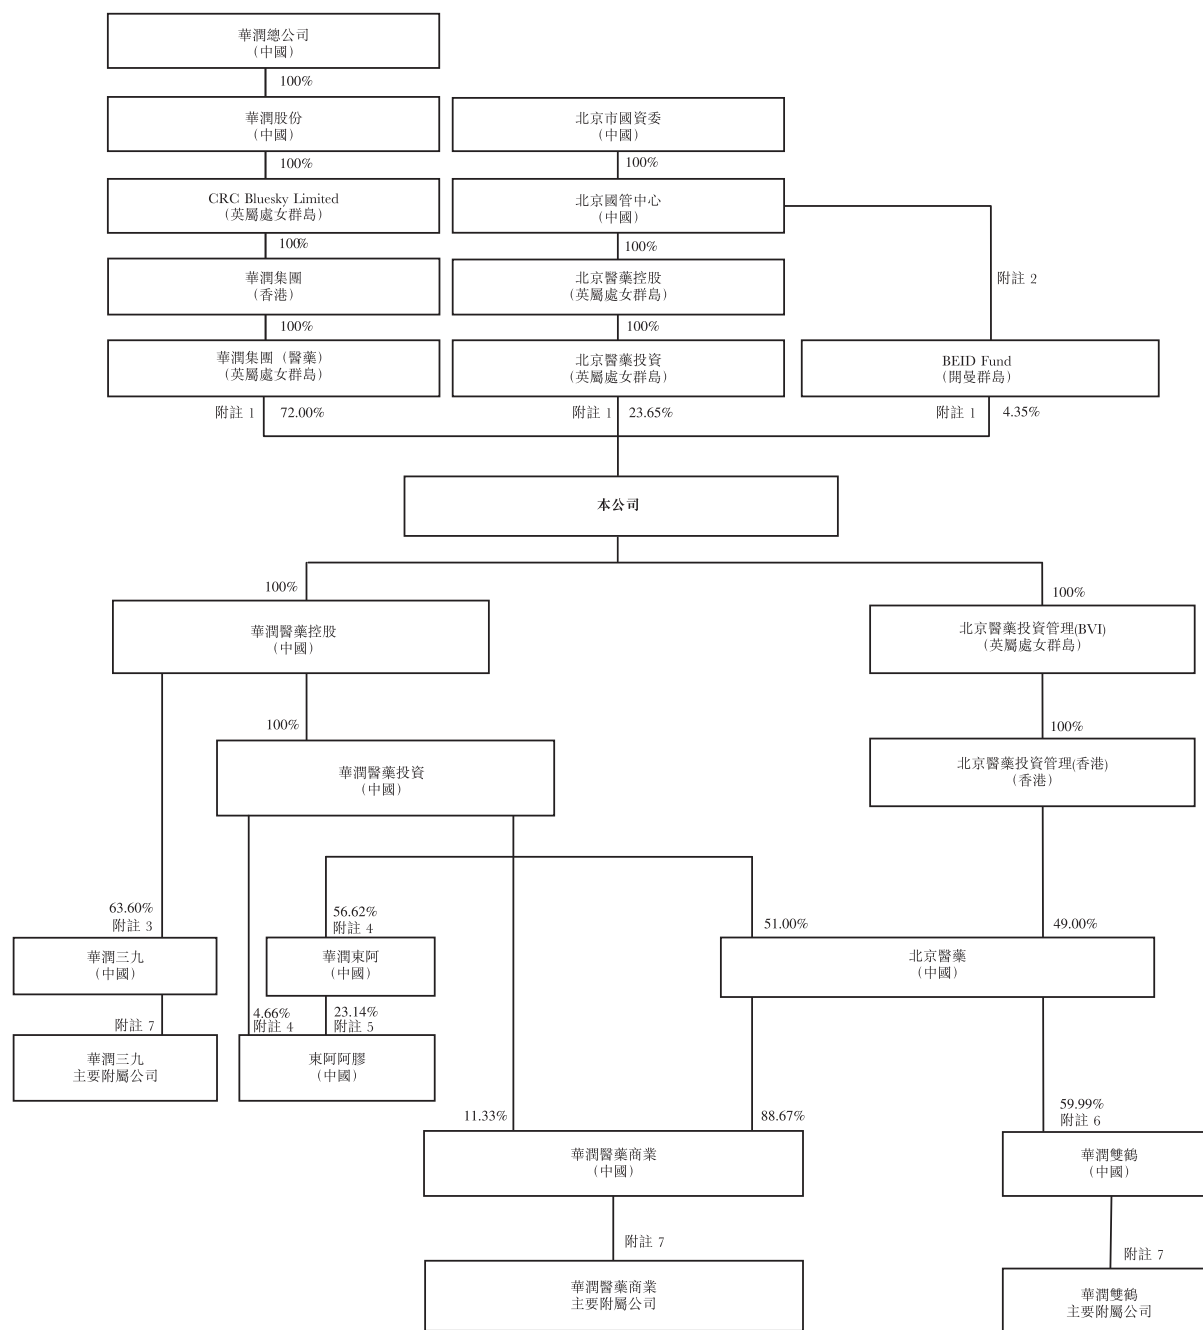 華潤總公司
（中國）
100%
華潤股份
（中國）
北京市國資委
（中國）
100%
100%
CRC Bluesky Limited
（英屬處女群島）
北京國管中心
（中國）
100%
100%
華潤集團
（香港）
北京醫藥控股
（英屬處女群島）
附註 2
100%
100%
華潤集團（醫藥）
（英屬處女群島）
北京醫藥投資
（英屬處女群島）
BEID Fund
（開曼群島）
附註 1 72.00%
附註 1 23.65%
附註 1 4.35%
本公司
100%
100%
華潤醫藥控股
（中國）
北京醫藥投資管理(BVI)
（英屬處女群島）
100%
100%
華潤醫藥投資
（中國）
北京醫藥投資管理(香港)
（香港）
63.60%
附註 3
56.62%
附註 4
51.00%
49.00%
華潤三九
（中國）
華潤東阿
（中國）
北京醫藥
（中國）
附註 7
4.66%
附註 4
23.14%
附註 5
華潤三九
主要附屬公司
東阿阿膠
（中國）
11.33%
88.67%
59.99%
附註 6
華潤醫藥商業
（中國）
華潤雙鶴
（中國）
附註 7
附註 7
華潤醫藥商業
主要附屬公司
華潤雙鶴
主要附屬公司